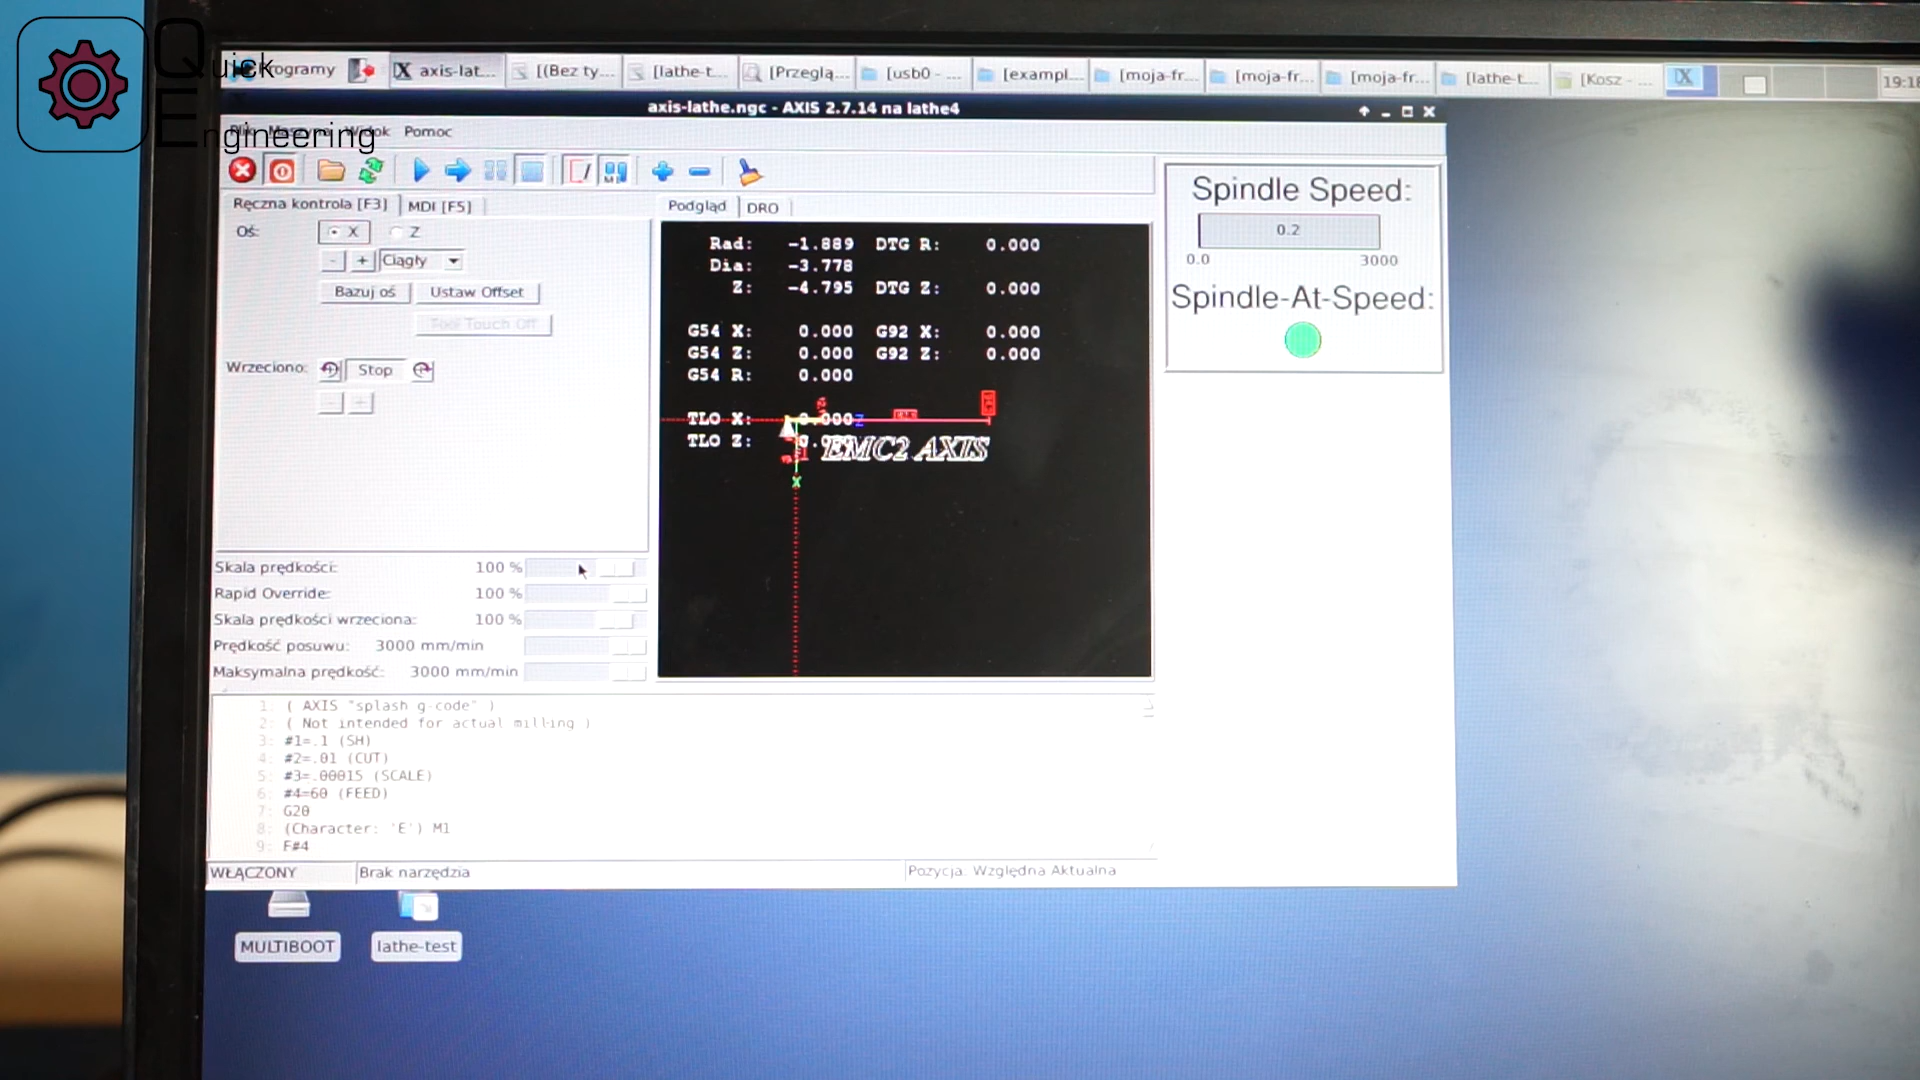 Quick
Engineering
axis-lat... [(Bez ty... [lathe-t... [Przeglą... [usb0 - ... [exampl... [moja-fr... [moja-fr... [moja-fr... [lathe-t... [Kosz - ...
axis-lathe.ngc - AXIS 2.7.14 na lathe4
Widok Pomoc
Ręczna kontrola [F3] MDI [F5]
Podgląd DRO
Oś: X Z
- + Ciągły
Bazuj oś Ustaw Offset
Tool Touch Off
Wrzeciono: Stop
- +
Rad: -1.889 DTG R: 0.000
Dia: -3.778
Z: -4.795 DTG Z: 0.000
G54 X: 0.000 G92 X: 0.000
G54 Z: 0.000 G92 Z: 0.000
G54 R: 0.000
TLO X: 0.000 Z
TLO Z:
EMC2 AXIS
X
Spindle Speed:
0.2
0.0 3000
Spindle-At-Speed:
Skala prędkości: 100 %
Rapid Override: 100 %
Skala prędkości wrzeciona: 100 %
Prędkość posuwu: 3000 mm/min
Maksymalna prędkość: 3000 mm/min
1: ( AXIS "splash g-code" )
2: ( Not intended for actual milling )
3: #1=.1 (SH)
4: #2=.01 (CUT)
5: #3=.00015 (SCALE)
6: #4=60 (FEED)
7: G20
8: (Character: 'E') M1
9: F#4
WŁĄCZONY Brak narzędzia Pozycja: Względna Aktualna
MULTIBOOT lathe-test